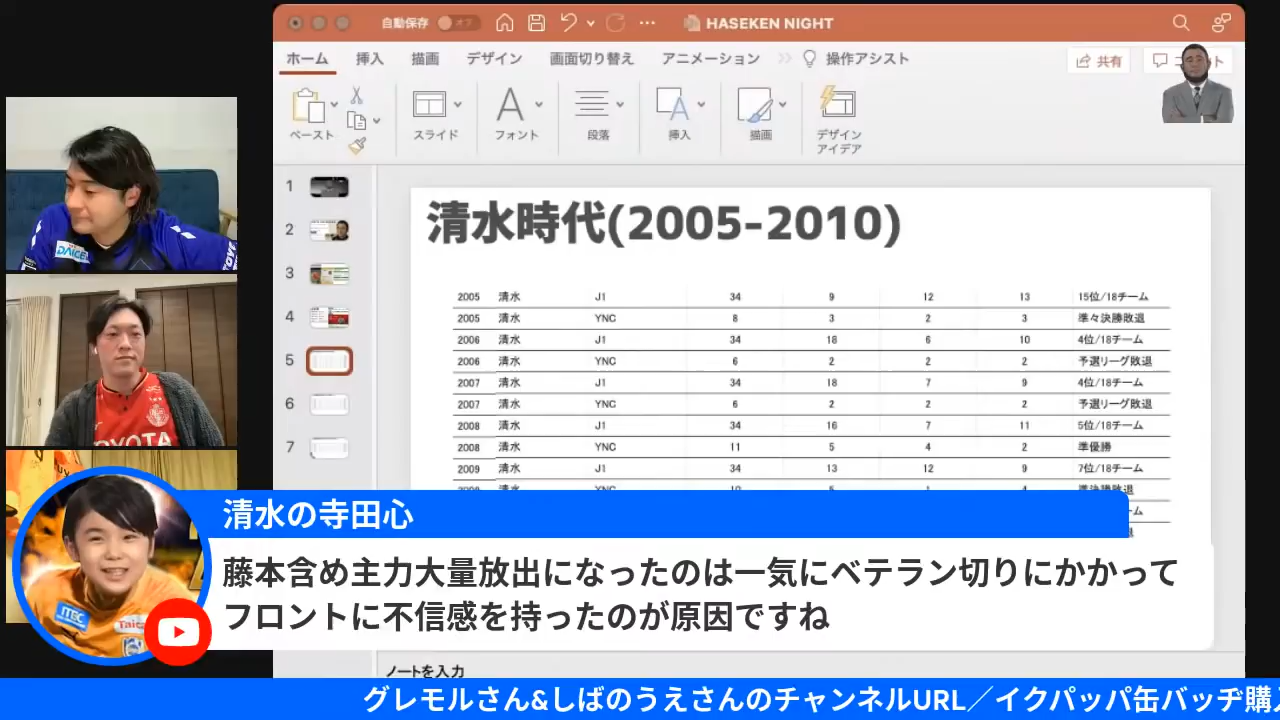 自動保存 オフ
HASEKEN NIGHT
ホーム 挿入 描画 デザイン 画面切り替え アニメーション 操作アシスト
共有
ペースト スライド フォント 段落 挿入 描画 デザイン
アイデア
1
2
3
4
5
6
7
清水時代(2005-2010)
2005 清水 J1 34 9 12 13 15位/18チーム
2005 清水 YNC 8 3 2 3 準々決勝敗退
2006 清水 J1 34 18 6 10 4位/18チーム
2006 清水 YNC 6 2 2 2 予選リーグ敗退
2007 清水 J1 34 18 7 9 4位/18チーム
2007 清水 YNC 6 2 2 2 予選リーグ敗退
2008 清水 J1 34 16 7 11 5位/18チーム
2008 清水 YNC 11 5 4 2 準優勝
2009 清水 J1 34 13 12 9 7位/18チーム
DAICEL
TOYOTA
ITEC
清水の寺田心
藤本含め主力大量放出になったのは一気にベテラン切りにかかって
フロントに不信感を持ったのが原因ですね
ノートを入力
グレモルさん&しばのうえさんのチャンネルURL／イクパッパ缶バッヂ購入